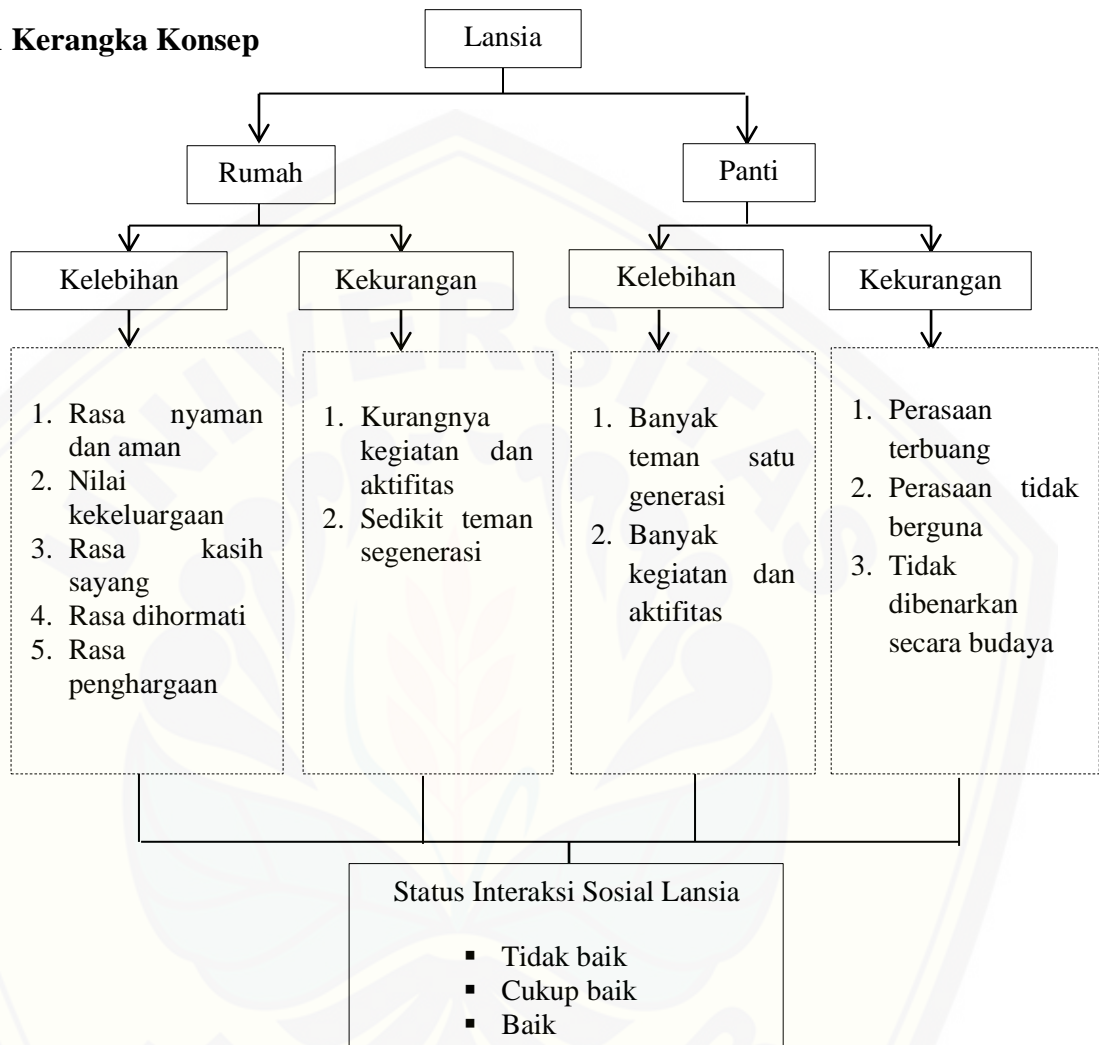 Kerangka Konsep
Lansia
Rumah
Panti
Kelebihan
Kekurangan
Kelebihan
Kekurangan
1. Rasa nyaman
dan aman
2. Nilai
kekeluargaan
3. Rasa kasih
sayang
4. Rasa dihormati
5. Rasa
penghargaan
1. Kurangnya
kegiatan dan
aktifitas
2. Sedikit teman
segenerasi
1. Banyak
teman satu
generasi
2. Banyak
kegiatan dan
aktifitas
1. Perasaan
terbuang
2. Perasaan tidak
berguna
3. Tidak
dibenarkan
secara budaya
Status Interaksi Sosial Lansia
▪ Tidak baik
▪ Cukup baik
▪ Baik
UNIVERSITAS